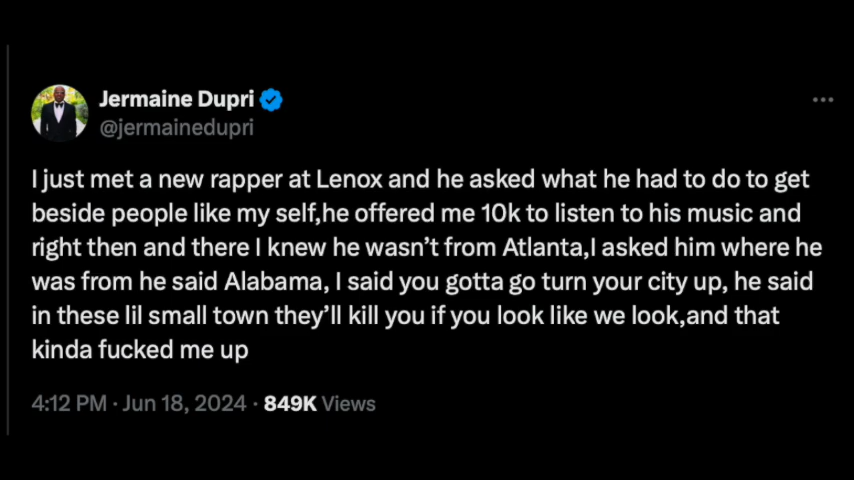 Jermaine Dupri
@jermainedupri
I just met a new rapper at Lenox and he asked what he had to do to get
beside people like my self,he offered me 10k to listen to his music and
right then and there I knew he wasn’t from Atlanta,I asked him where he
was from he said Alabama, I said you gotta go turn your city up, he said
in these lil small town they’ll kill you if you look like we look,and that
kinda fucked me up
4:12 PM · Jun 18, 2024 · 849K Views